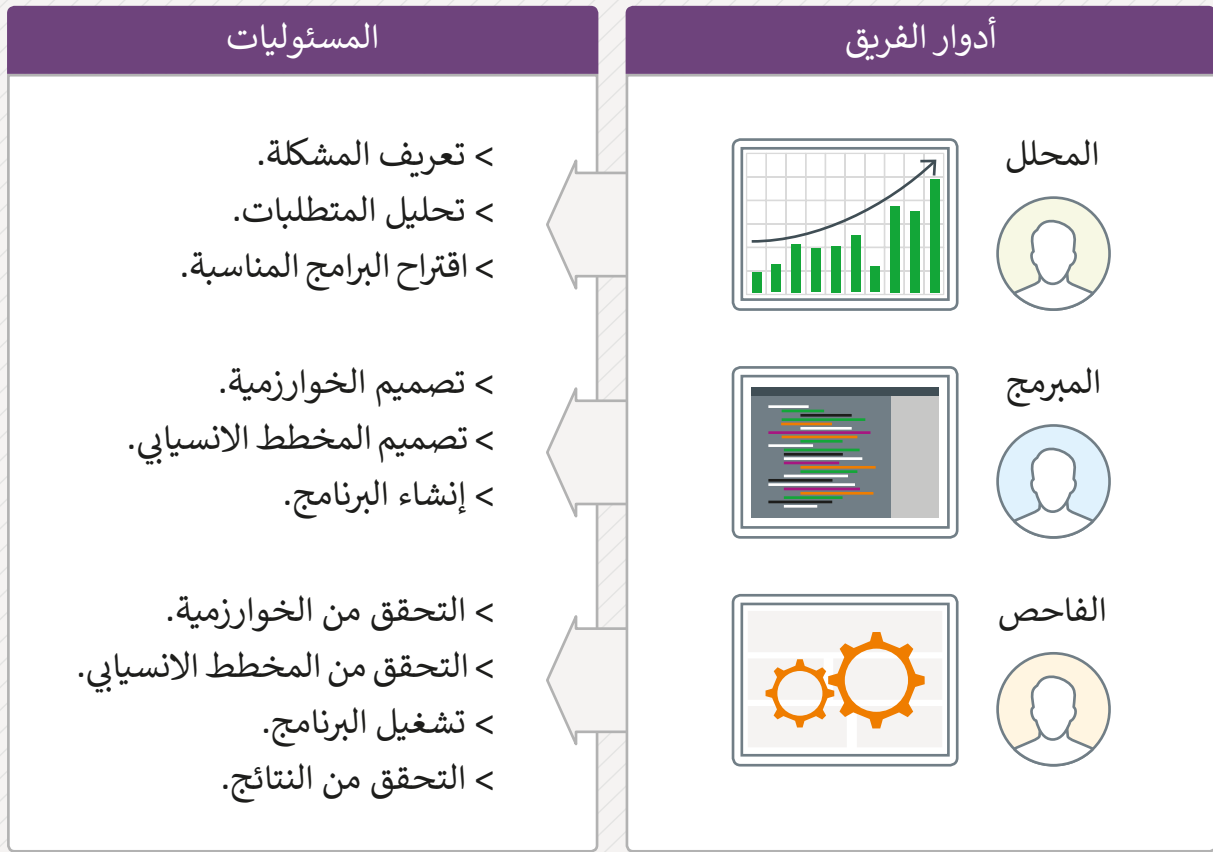 أدوار الفريق
المسئوليات
المحلل
> تعريف المشكلة.
> تحليل المتطلبات.
> اقتراح البرامج المناسبة.
المبرمج
> تصميم الخوارزمية.
> تصميم المخطط الانسيابي.
> إنشاء البرنامج.
الفاحص
> التحقق من الخوارزمية.
> التحقق من المخطط الانسيابي.
> تشغيل البرنامج.
> التحقق من النتائج.